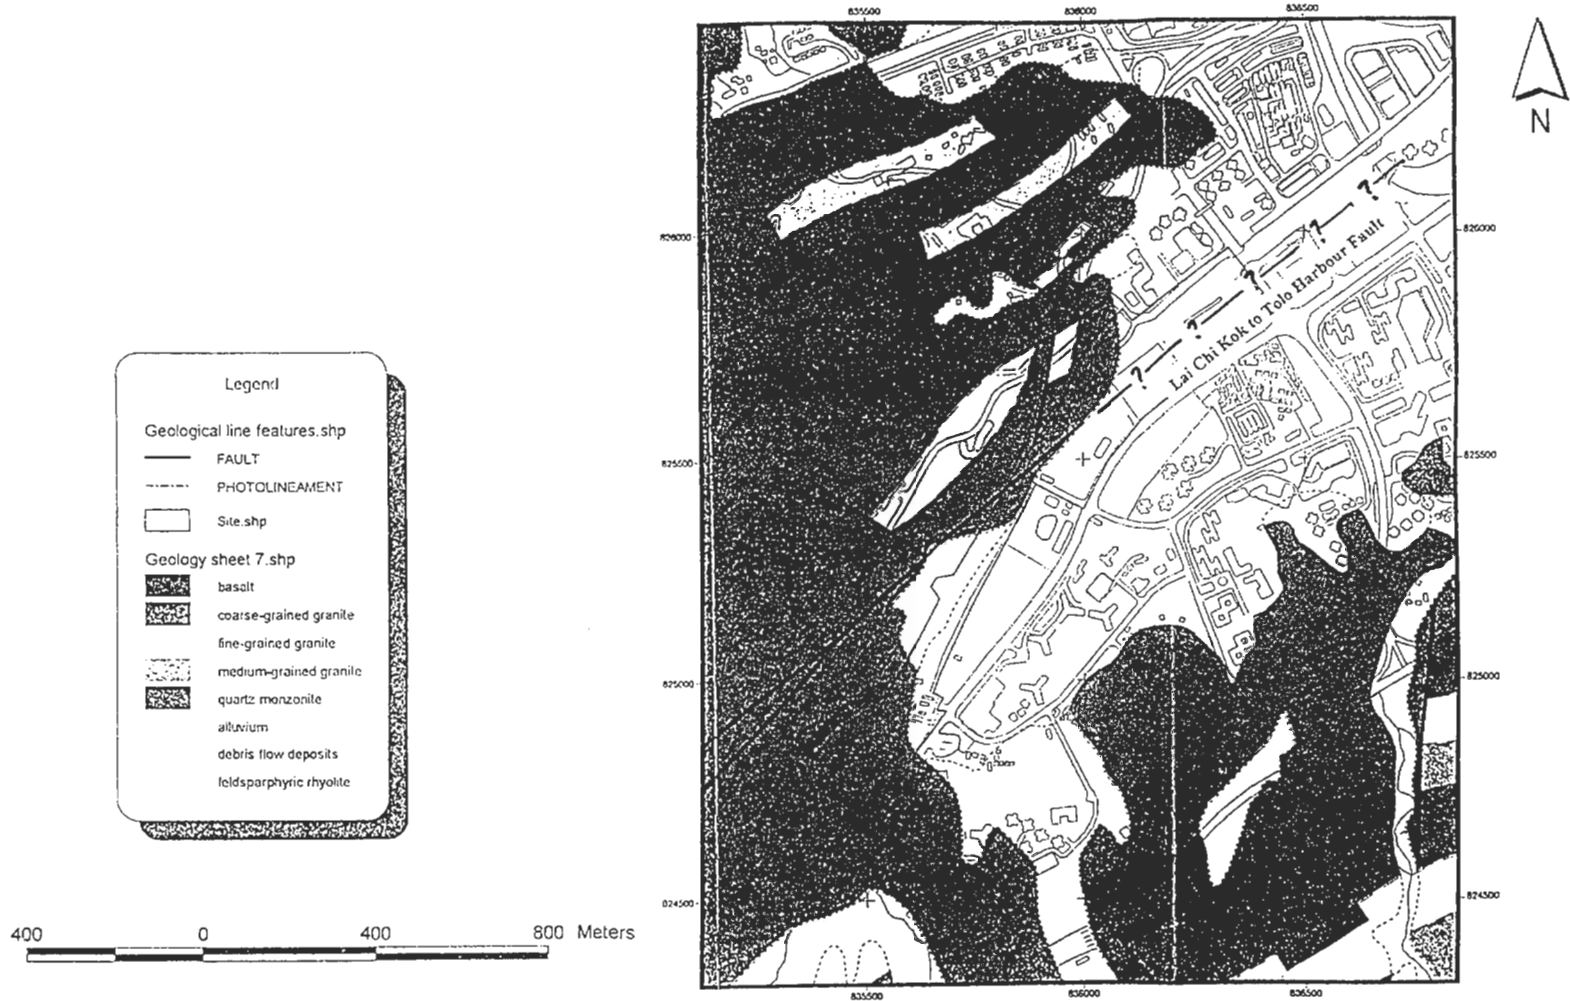 835500
836000
836500
N
826000
826000
? ? ? ? ?
Lai Chi Kok to Tolo Harbour Fault
825500
825500
825000
825000
824500
824500
835500
836000
836500
Legend
Geological line features.shp
FAULT
PHOTOLINEAMENT
Site.shp
Geology sheet 7.shp
basalt
coarse-grained granite
fine-grained granite
medium-grained granite
quartz monzonite
alluvium
debris flow deposits
feldsparphyric rhyolite
400 0 400 800 Meters